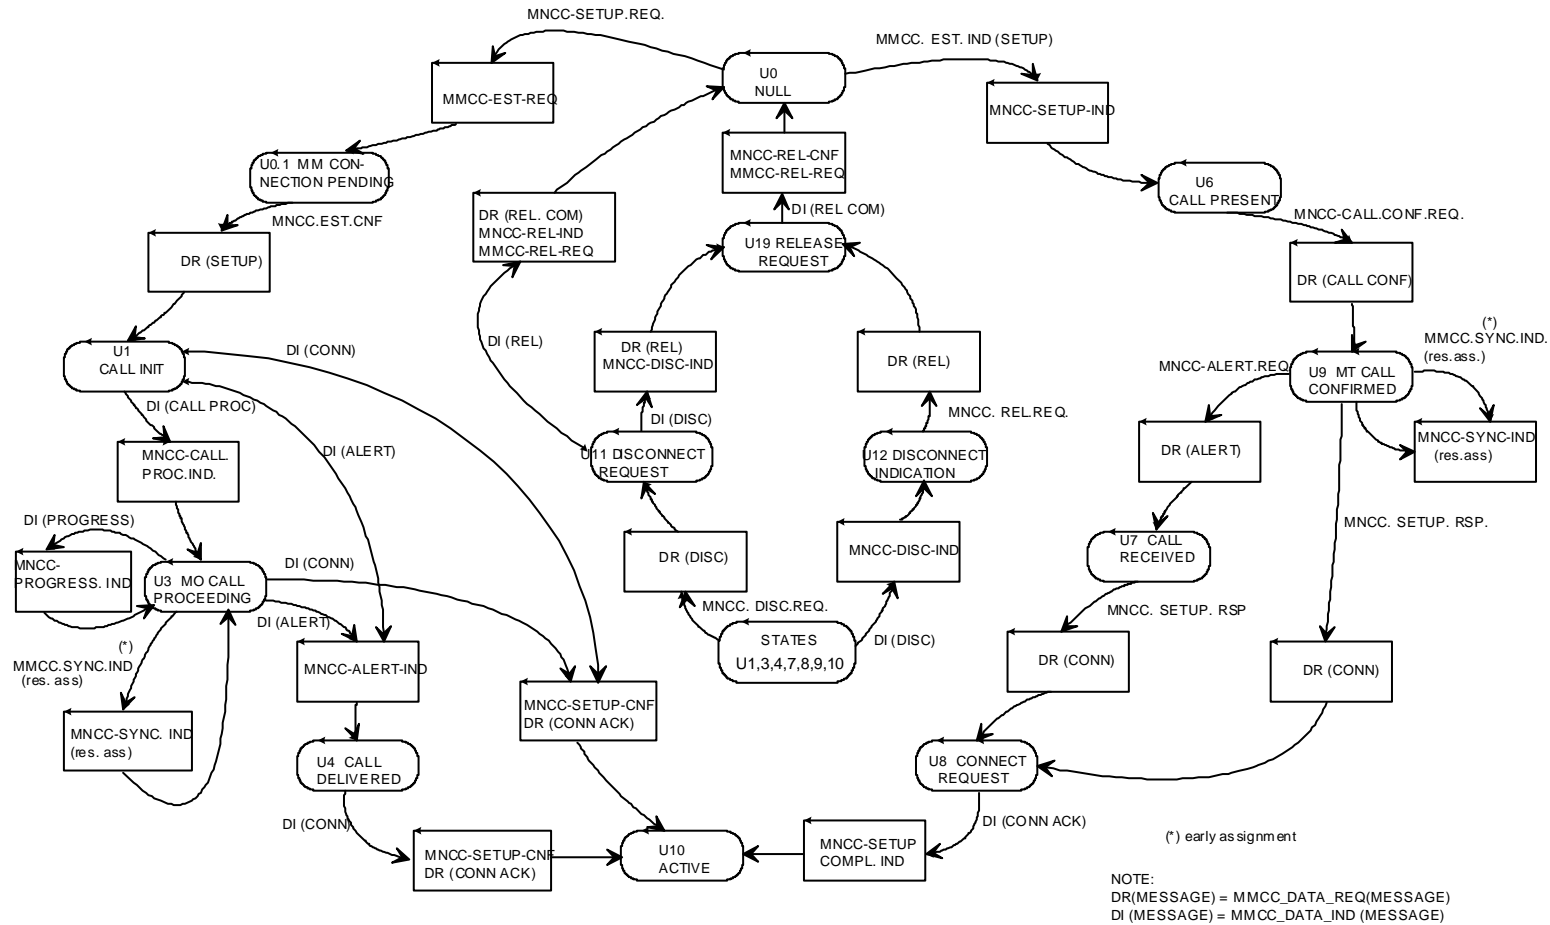 MNCC-SETUP.REQ.
MMCC. EST. IND (SETUP)
U0
NULL
MMCC-EST-REQ
MNCC-SETUP-IND
MNCC-REL-CNF
MMCC-REL-REQ
U0.1 MM CON-
NECTION PENDING
U6
CALL PRESENT
DR (REL. COM)
MNCC-REL-IND
MMCC-REL-REQ
DI (REL COM)
MNCC.EST.CNF
MNCC-CALL.CONF.REQ.
DR (SETUP)
U19 RELEASE
REQUEST
DR (CALL CONF)
(*)
MMCC.SYNC.IND.
(res.ass.)
U1
CALL INIT
DI (CONN)
DI (REL)
DR (REL)
MNCC-DISC-IND
DR (REL)
MNCC-ALERT.REQ
U9 MT CALL
CONFIRMED
DI (CALL PROC)
DI (DISC)
MNCC. REL.REQ.
MNCC-CALL.
PROC.IND.
DI (ALERT)
U11 DISCONNECT
REQUEST
U12 DISCONNECT
INDICATION
DR (ALERT)
MNCC-SYNC-IND
(res.ass)
DI (PROGRESS)
MNCC. SETUP. RSP.
MNCC-
PROGRESS. IND
U3 MO CALL
PROCEEDING
DI (CONN)
DR (DISC)
MNCC-DISC-IND
U7 CALL
RECEIVED
DI (ALERT)
MNCC. DISC.REQ.
DI (DISC)
MNCC. SETUP. RSP
(*)
MMCC.SYNC.IND
(res. ass)
STATES
U1,3,4,7,8,9,10
MNCC-ALERT-IND
DR (CONN)
DR (CONN)
MNCC-SYNC. IND
(res. ass)
MNCC-SETUP-CNF
DR (CONN ACK)
U4 CALL
DELIVERED
U8 CONNECT
REQUEST
DI (CONN)
DI (CONN ACK)
MNCC-SETUP-CNF
DR (CONN ACK)
U10
ACTIVE
MNCC-SETUP
COMPL. IND
(*) early assignment
NOTE:
DR(MESSAGE) = MMCC_DATA_REQ(MESSAGE)
DI (MESSAGE) = MMCC_DATA_IND (MESSAGE)